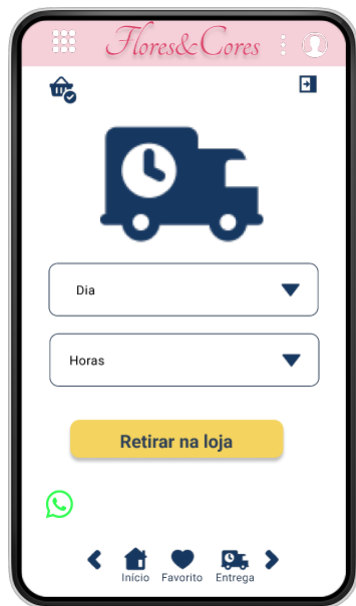 Flores&Cores
Dia
Horas
Retirar na loja
Início Favorito Entrega